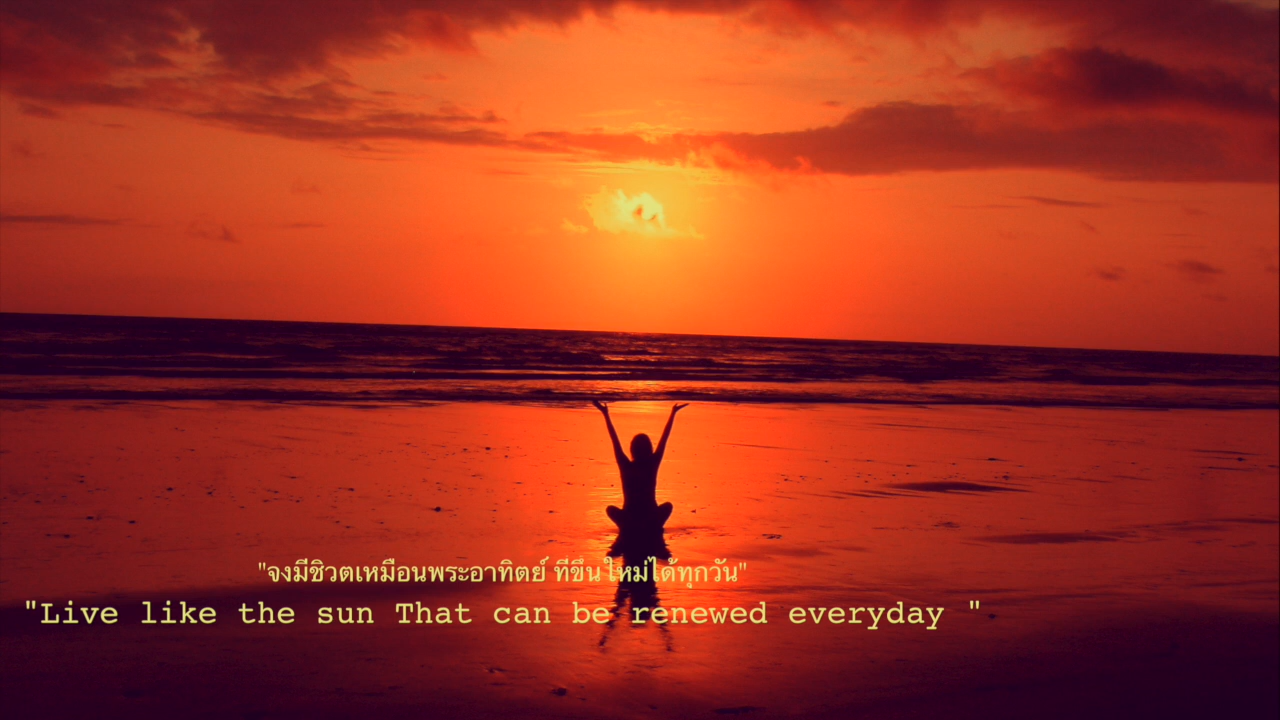 "จงมีชิวตเหมือนพระอาทิตย์ ที่ขึ้นใหม่ได้ทุกวัน"
"Live like the sun That can be renewed everyday "